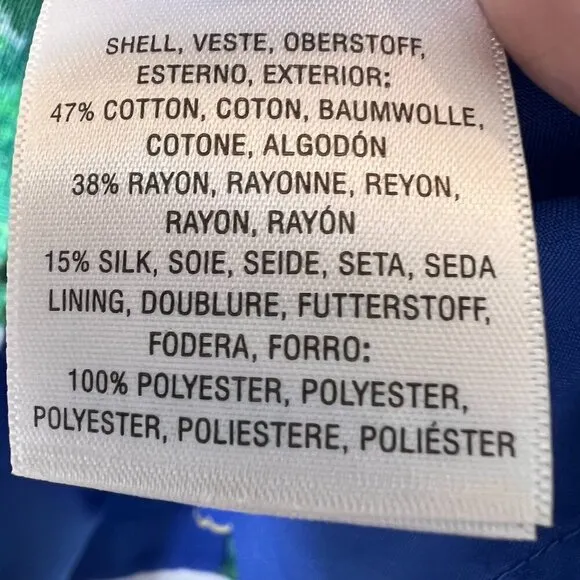 SHELL, VESTE, OBERSTOFF,
ESTERNO, EXTERIOR:
47% COTTON, COTON, BAUMWOLLE,
COTONE, ALGODÓN
38% RAYON, RAYONNE, REYON,
RAYON, RAYÓN
15% SILK, SOIE, SEIDE, SETA, SEDA
LINING, DOUBLURE, FUTTERSTOFF,
FODERA, FORRO:
100% POLYESTER, POLYESTER,
POLYESTER, POLIESTERE, POLIÉSTER